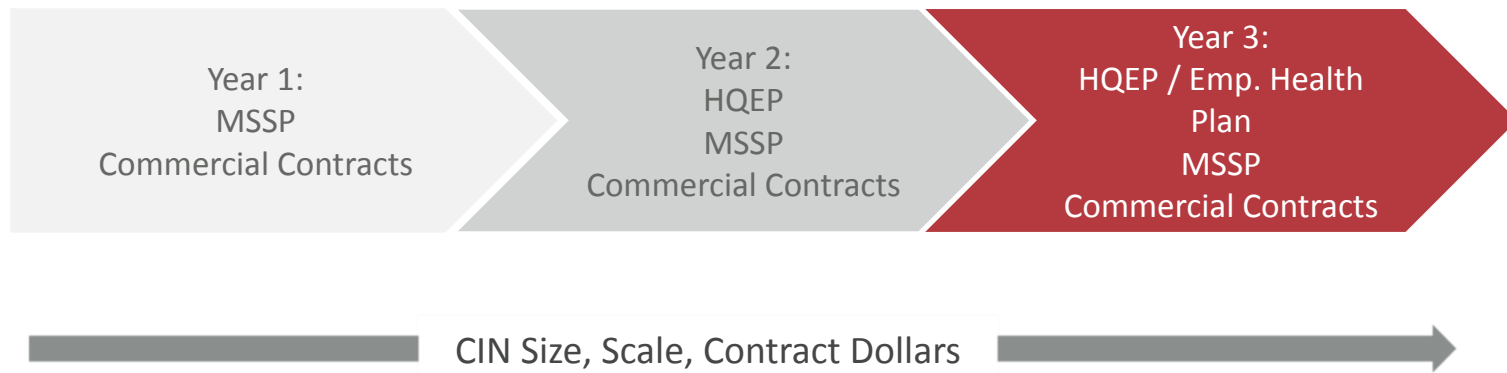 Year 1:
MSSP
Commercial Contracts
Year 2:
HQEP
MSSP
Commercial Contracts
Year 3:
HQEP / Emp. Health
Plan
MSSP
Commercial Contracts
CIN Size, Scale, Contract Dollars